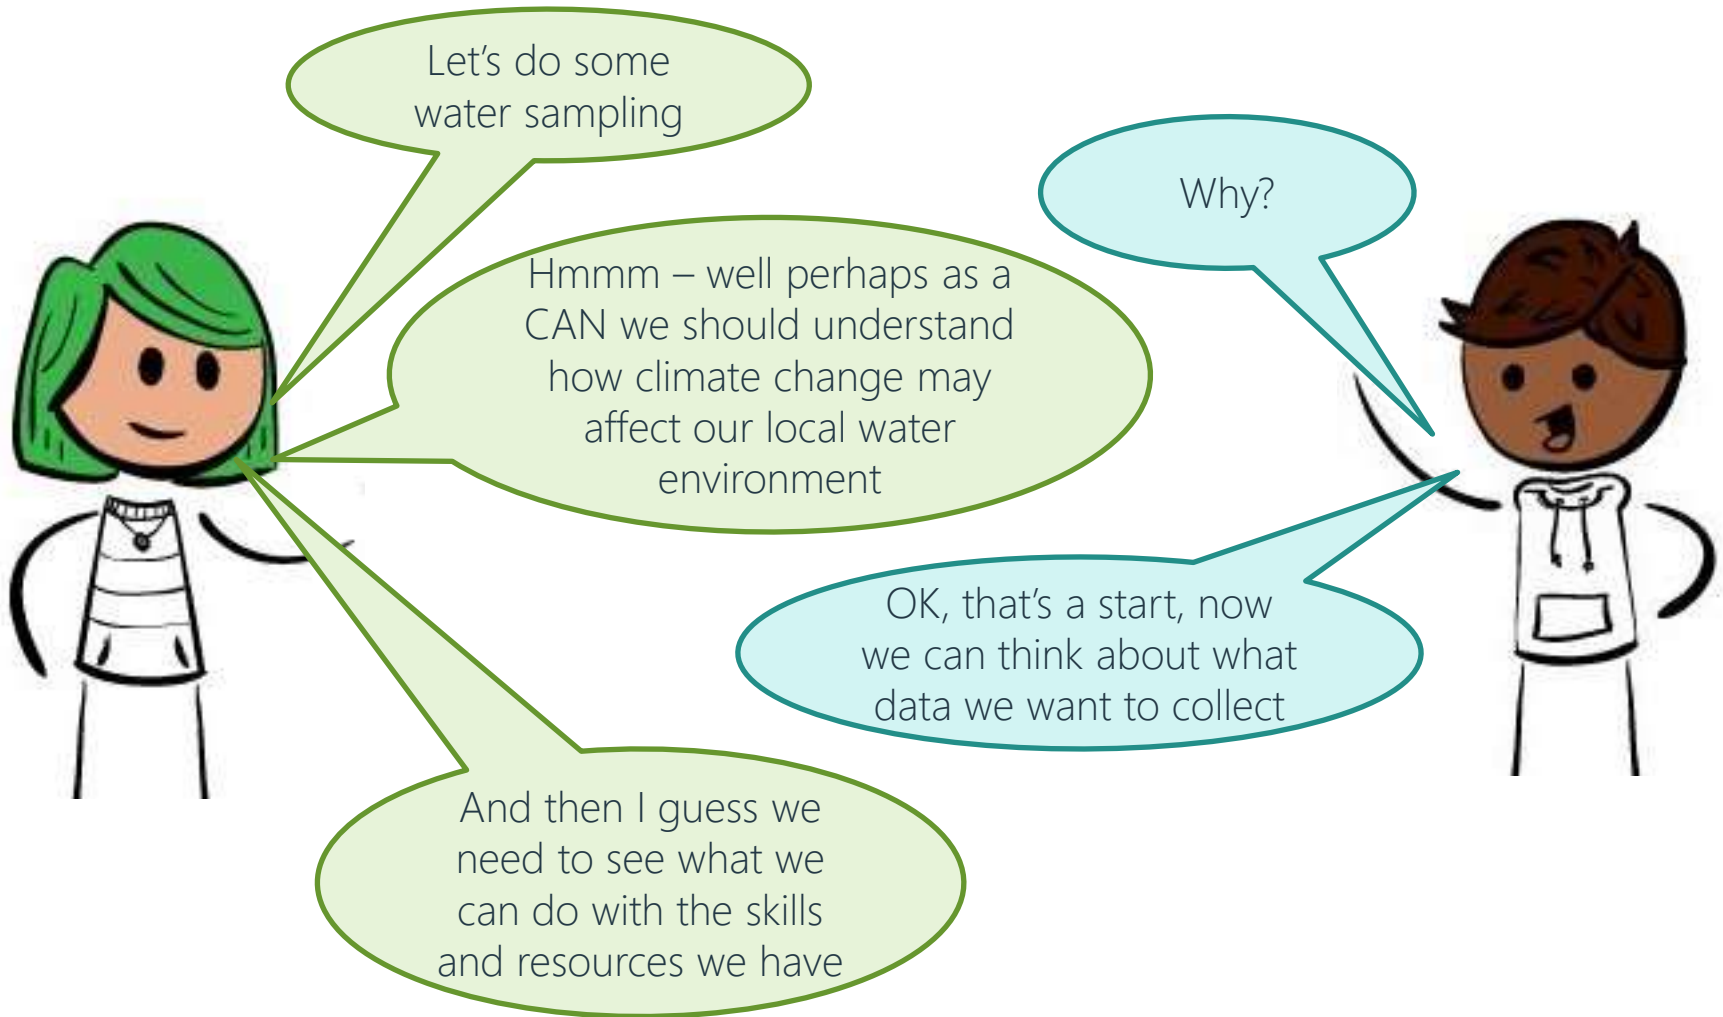 Let's do some
water sampling
Why?
Hmmm – well perhaps as a
CAN we should understand
how climate change may
affect our local water
environment
OK, that's a start, now
we can think about what
data we want to collect
And then I guess we
need to see what we
can do with the skills
and resources we have